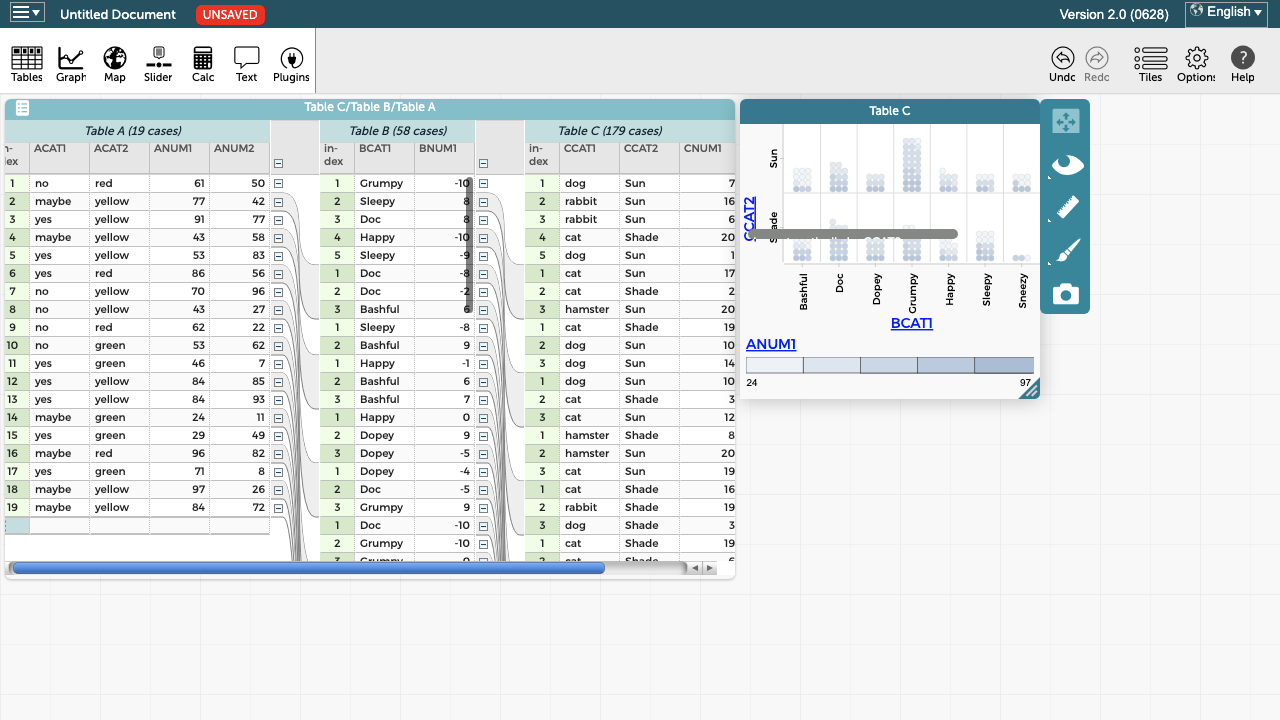 Untitled Document UNSAVED Version 2.0 (0628) English
Tables Graph Map Slider Calc Text Plugins Undo Redo Tiles Options Help
Table C/Table B/Table A
Table A (19 cases) Table B (58 cases) Table C (179 cases)
in-dex ACAT1 ACAT2 ANUM1 ANUM2 in-dex BCAT1 BNUM1 in-dex CCAT1 CCAT2 CNUM1
1 no red 61 50 1 Grumpy -10 1 dog Sun 7
2 maybe yellow 77 42 2 Sleepy 8 2 rabbit Sun 16
3 yes yellow 91 77 3 Doc 8 3 rabbit Sun 6
4 maybe yellow 43 58 4 Happy -10 4 cat Shade 20
5 yes yellow 53 83 5 Sleepy -9 5 dog Sun 1
6 yes red 86 56 1 Doc -8 1 cat Sun 17
7 no yellow 70 96 2 Doc -2 2 cat Shade 2
8 no yellow 43 27 3 Bashful 6 3 hamster Sun 20
9 no red 62 22 1 Sleepy -8 1 cat Shade 19
10 no green 53 62 2 Bashful 9 2 dog Sun 10
11 yes green 46 7 1 Happy -1 3 dog Sun 14
12 yes yellow 84 85 2 Bashful 6 1 dog Sun 10
13 yes yellow 84 93 3 Bashful 7 2 cat Shade 3
14 maybe green 24 11 1 Happy 0 3 cat Sun 12
15 yes green 29 49 2 Dopey 9 1 hamster Shade 8
16 maybe red 96 82 3 Dopey -5 2 hamster Sun 20
17 yes green 71 8 1 Dopey -4 3 cat Sun 19
18 maybe yellow 97 26 2 Doc -5 1 cat Shade 16
19 maybe yellow 84 72 3 Grumpy 9 2 rabbit Shade 19
1 Doc -10 3 dog Shade 3
2 Grumpy -10 1 cat Shade 19
3 Grumpy 0 2 cat Shade 6
Table C
Sun
Shade
CCAT2
Bashful Doc Dopey Grumpy Happy Sleepy Sneezy
BCAT1
ANUM1
24 97